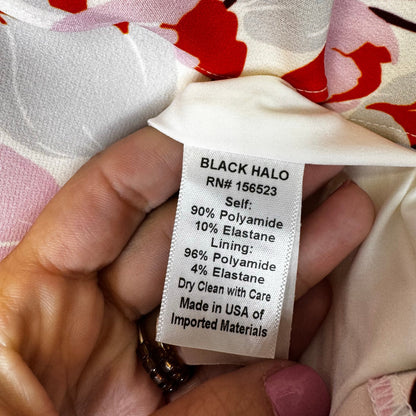 BLACK HALO
RN# 156523
Self:
90% Polyamide
10% Elastane
Lining:
96% Polyamide
4% Elastane
Dry Clean with Care
Made in USA of
Imported Materials